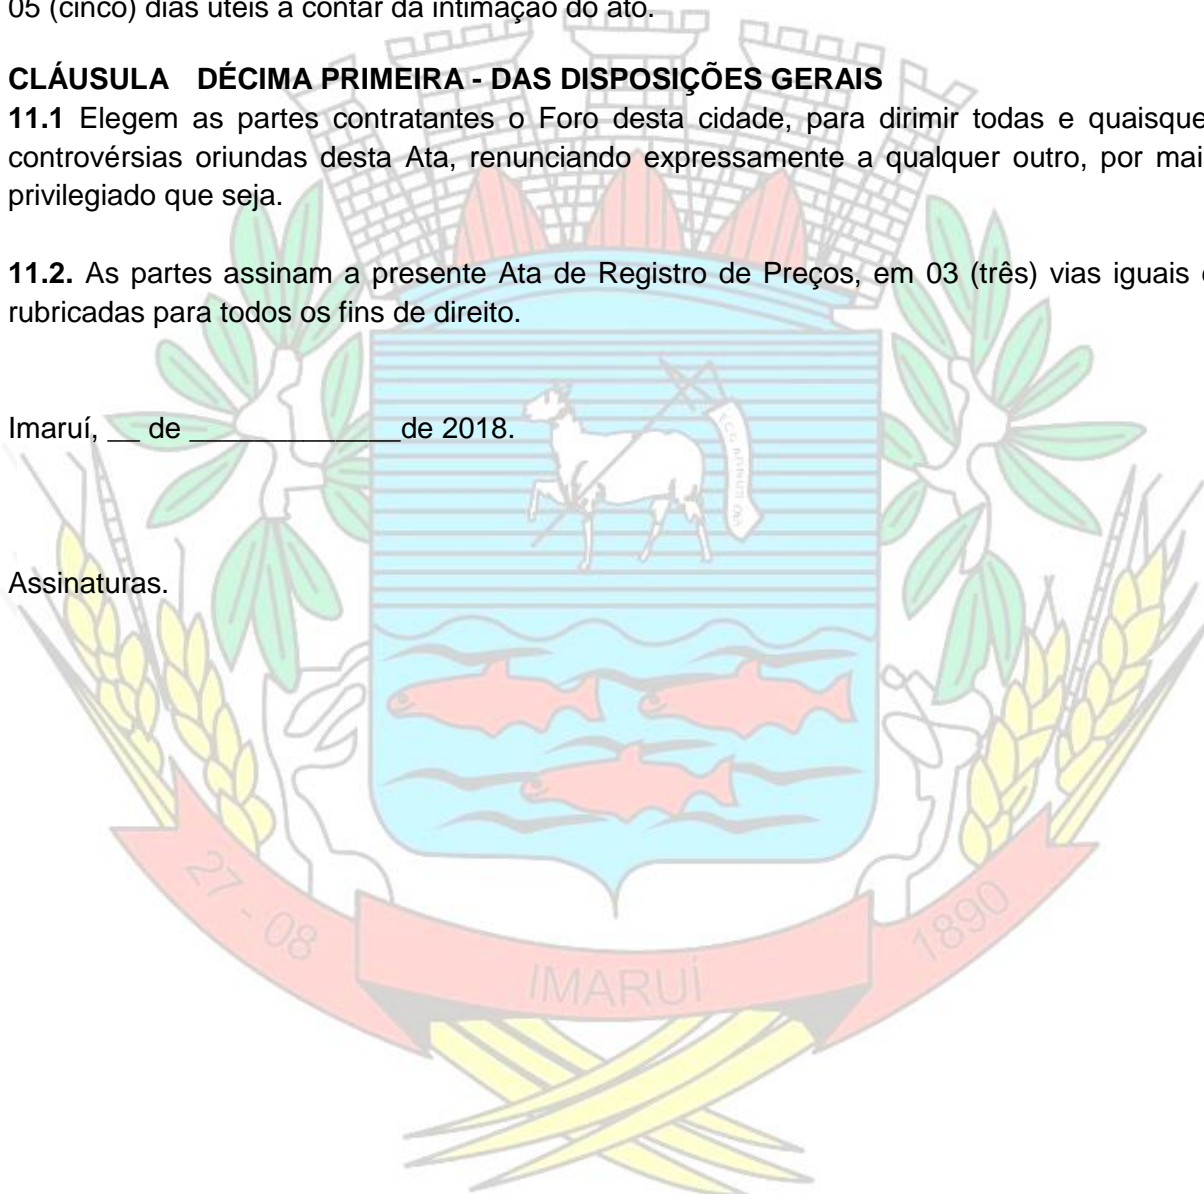 05 (cinco) dias úteis a contar da intimação do ato.
CLÁUSULA DÉCIMA PRIMEIRA - DAS DISPOSIÇÕES GERAIS
11.1 Elegem as partes contratantes o Foro desta cidade, para dirimir todas e quaisque
controvérsias oriundas desta Ata, renunciando expressamente a qualquer outro, por mai
privilegiado que seja.
11.2. As partes assinam a presente Ata de Registro de Preços, em 03 (três) vias iguais e
rubricadas para todos os fins de direito.
Imaruí, __ de _____________de 2018.
Assinaturas.
27 - 08
IMARUÍ
1890